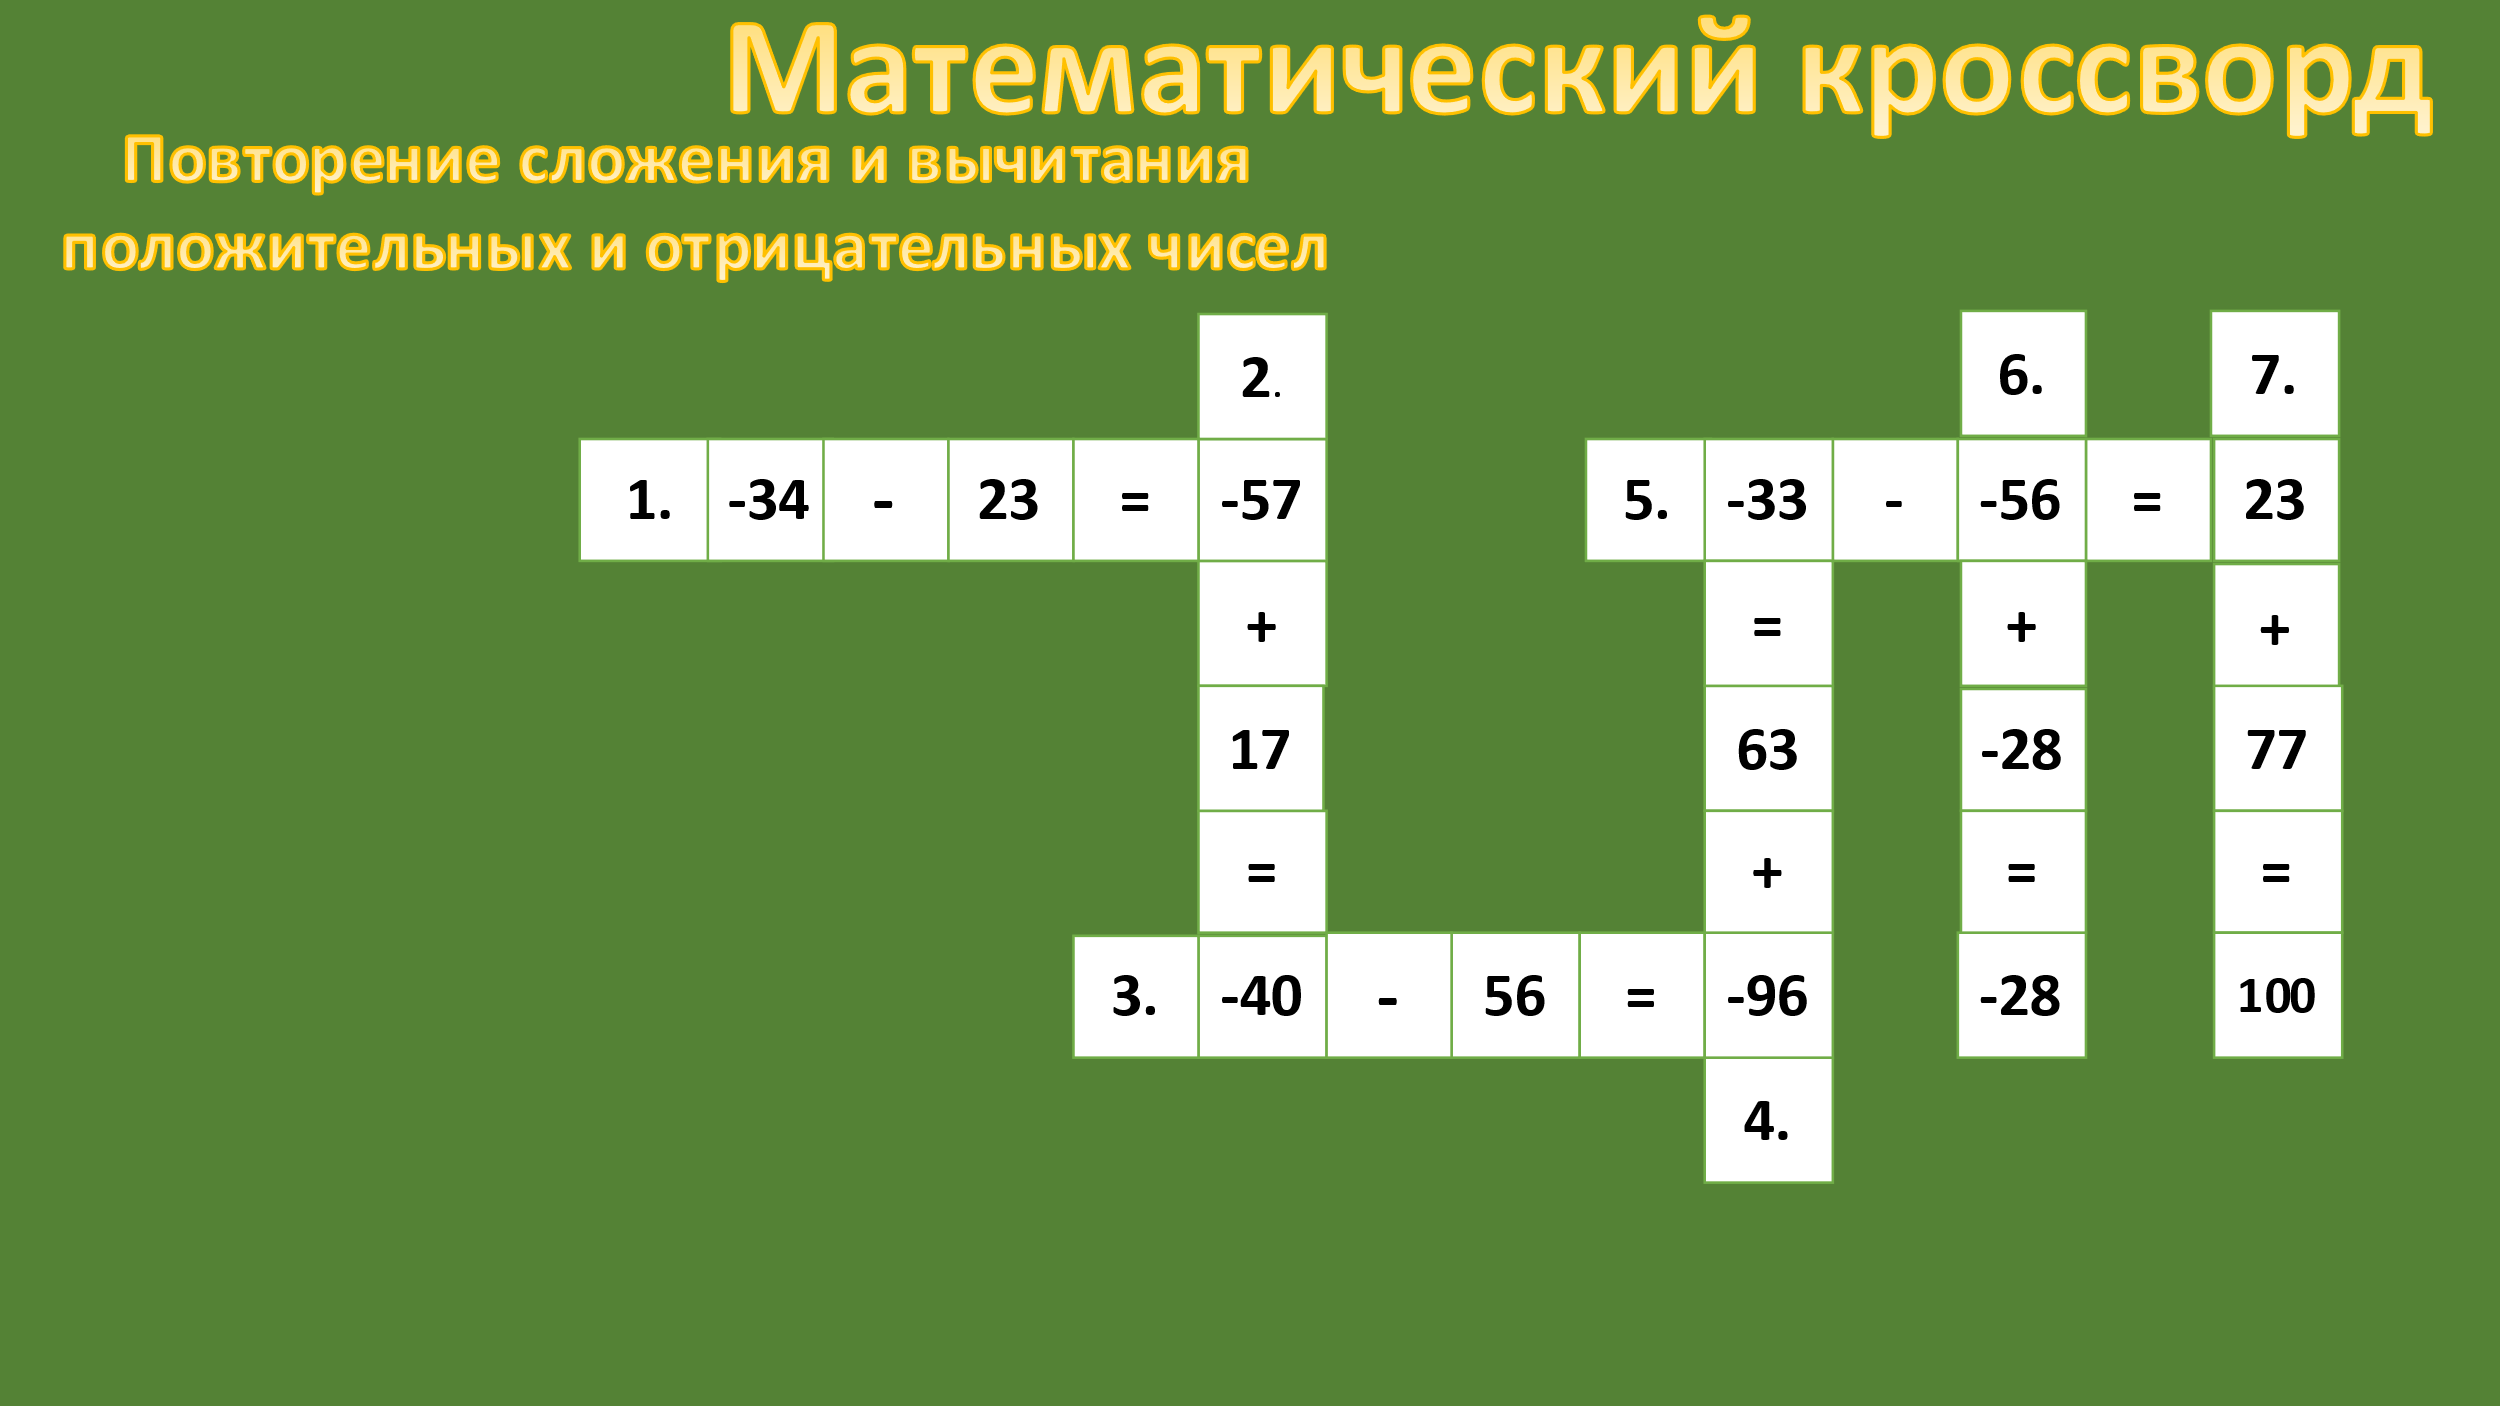 Математический кроссворд
Повторение сложения и вычитания
положительных и отрицательных чисел
2. 6. 7.
1. -34 - 23 = -57 5. -33 - -56 = 23
+ = + +
17 63 -28 77
= + = =
3. -40 - 56 = -96 -28 100
4.